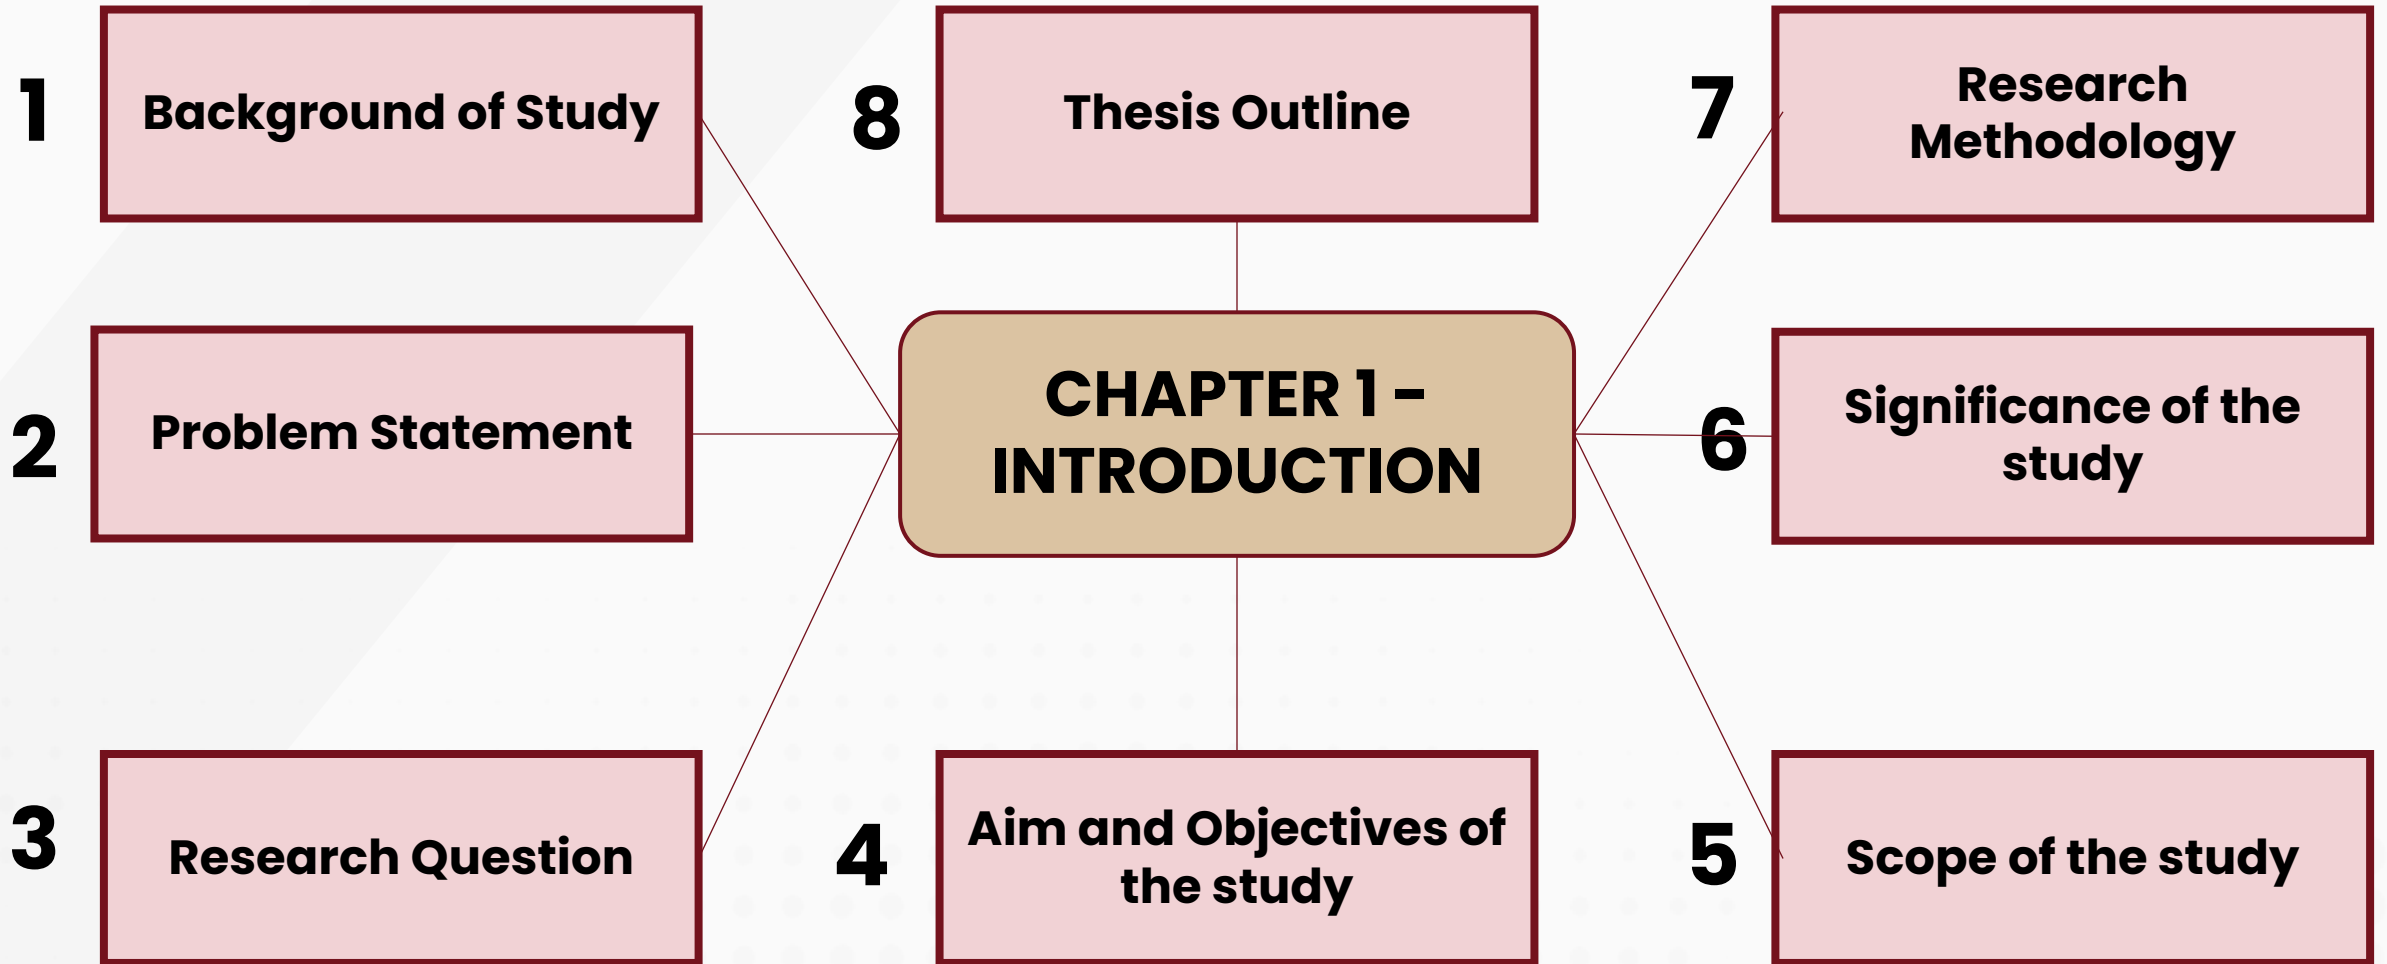 1
Background of Study
8
Thesis Outline
7
Research
Methodology
2
Problem Statement
CHAPTER 1 -
INTRODUCTION
6
Significance of the
study
3
Research Question
4
Aim and Objectives of
the study
5
Scope of the study